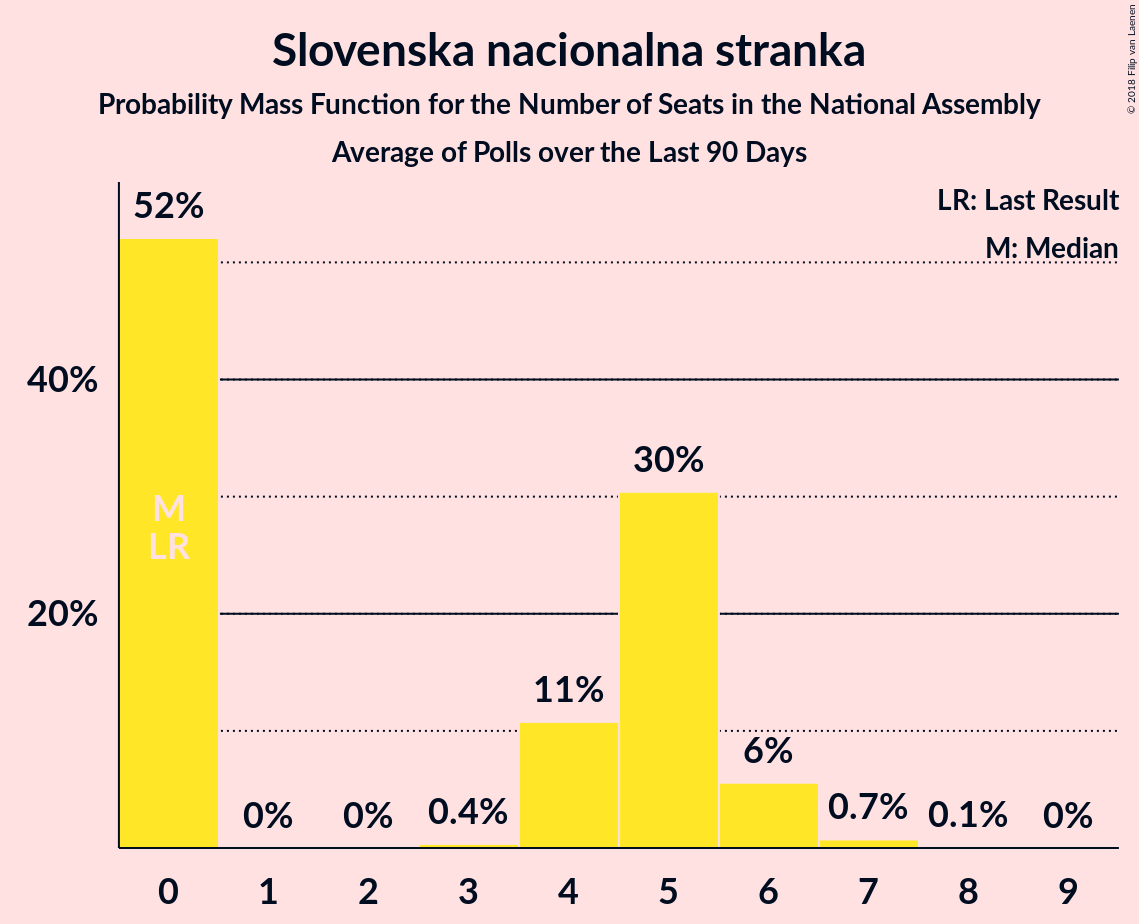 Slovenska nacionalna stranka
Probability Mass Function for the Number of Seats in the National Assembly
Average of Polls over the Last 90 Days
© 2018 Filip van Laenen
LR: Last Result
M: Median
52%
40%
30%
M
LR
20%
11%
6%
0%
0%
0.4%
0.7%
0.1%
0%
0 1 2 3 4 5 6 7 8 9